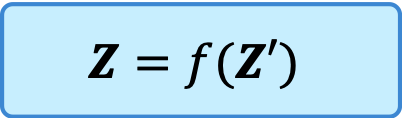 Z = f(Z′)